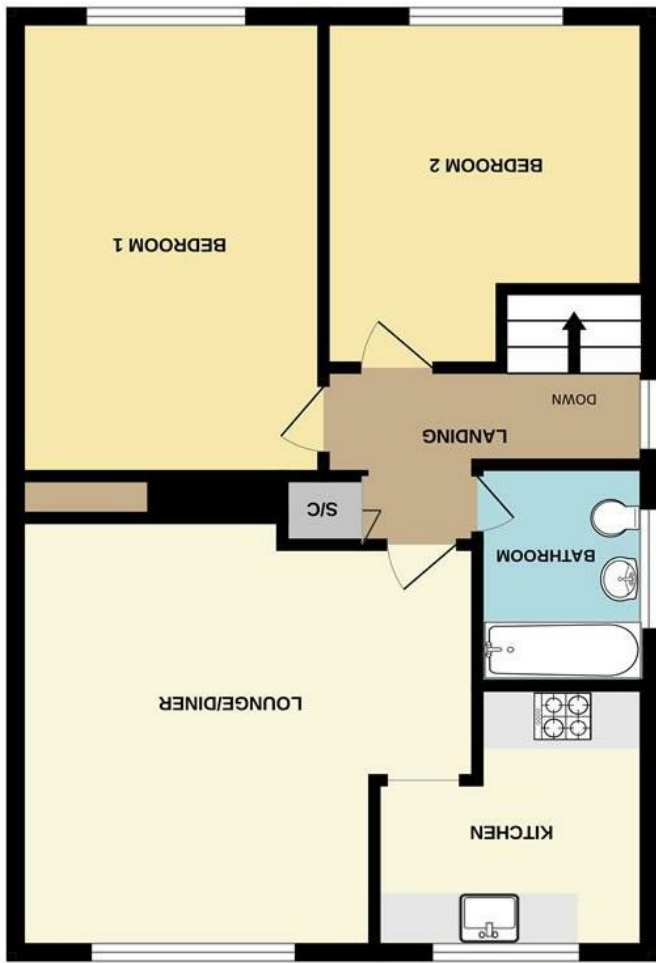 KITCHEN
LOUNGE/DINER
BATHROOM
S/C
LANDING
DOWN
BEDROOM 1
BEDROOM 2